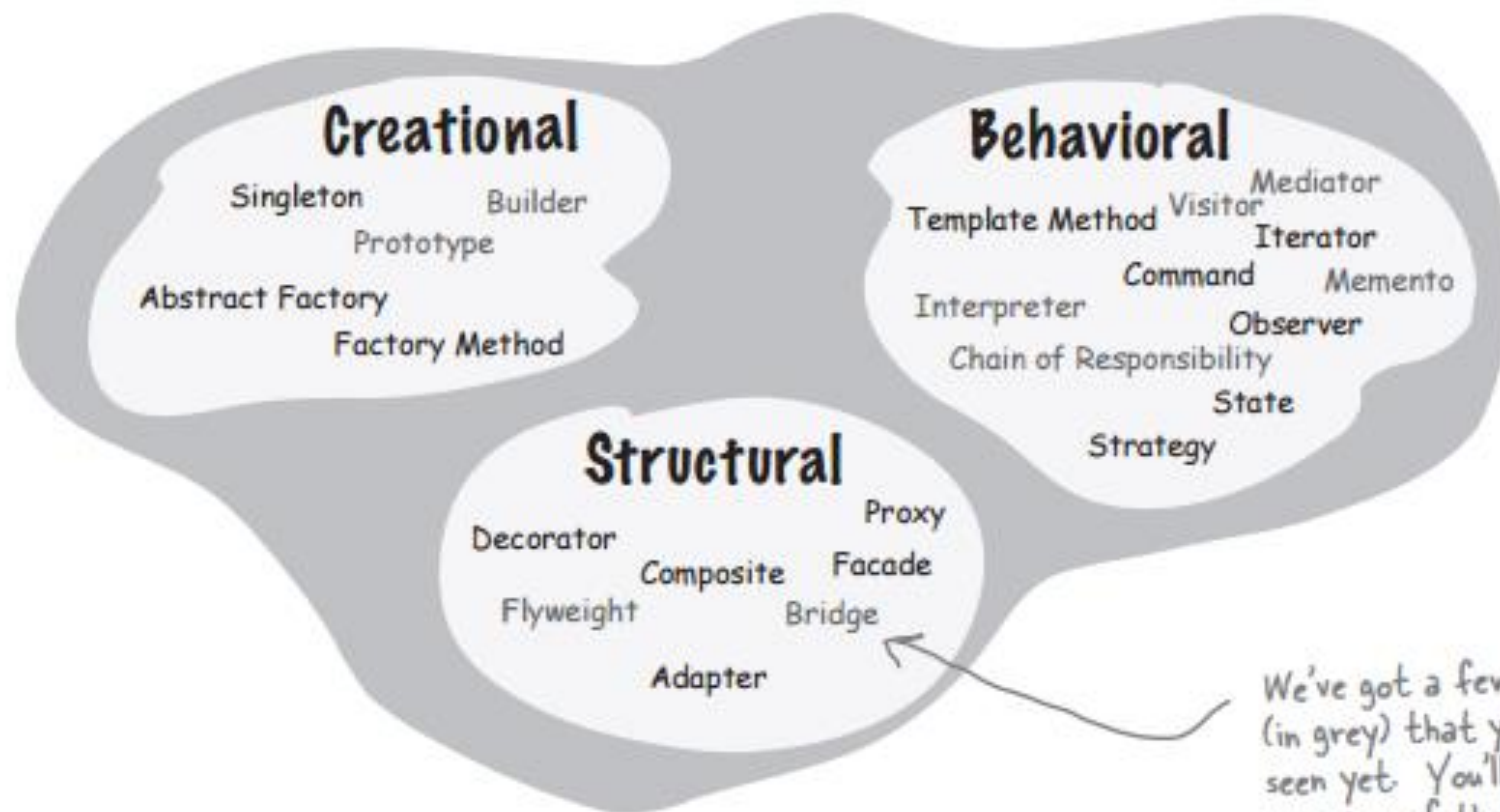 Creational
Singleton
Builder
Prototype
Abstract Factory
Factory Method
Behavioral
Mediator
Template Method
Visitor
Iterator
Command
Memento
Interpreter
Observer
Chain of Responsibility
State
Strategy
Structural
Proxy
Decorator
Composite
Facade
Flyweight
Bridge
Adapter
We've got a few
(in grey) that
seen yet. You'll